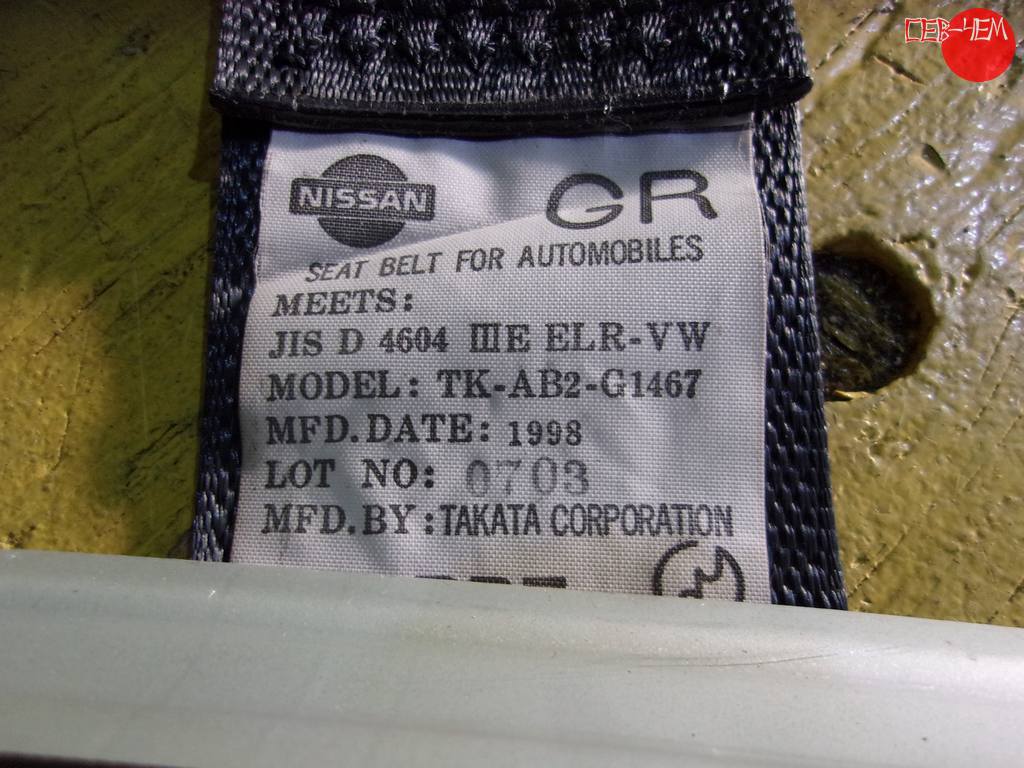 СЕВ-ЧЕМ
NISSAN GR
SEAT BELT FOR AUTOMOBILES
MEETS:
JIS D 4604 IIIE ELR-VW
MODEL: TK-AB2-G1467
MFD.DATE: 1998
LOT NO: 0703
MFD.BY: TAKATA CORPORATION